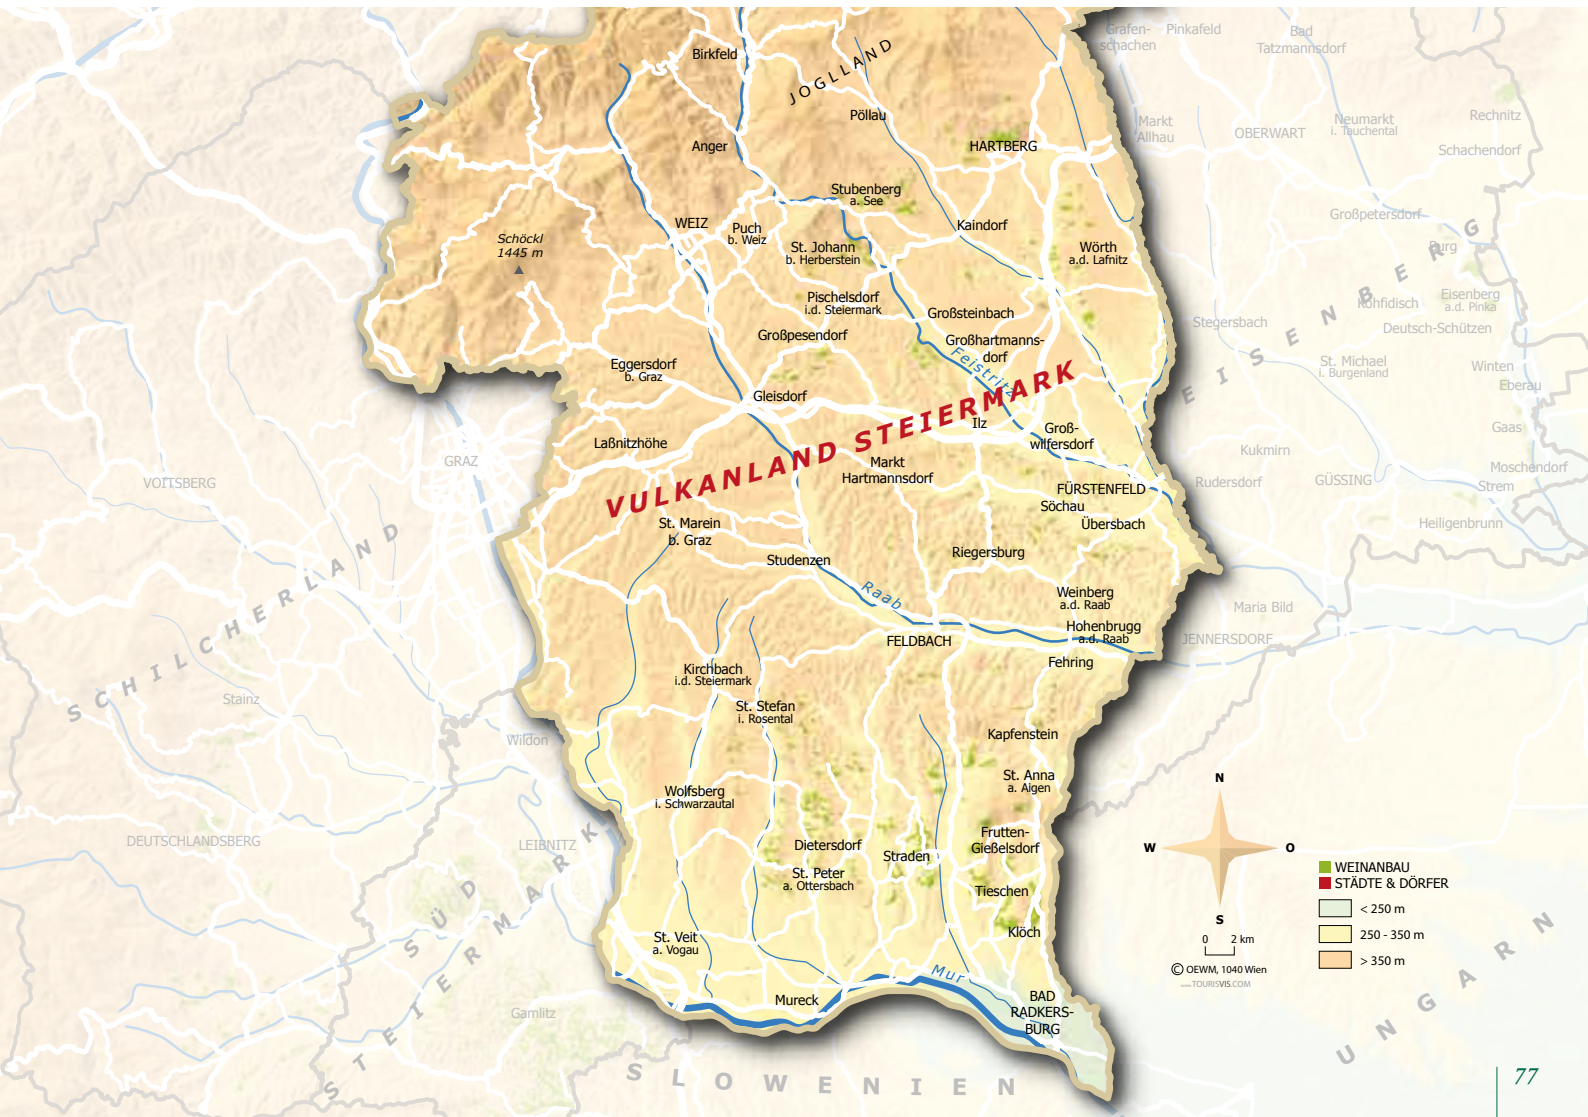 Grafen-
schachen
Pinkafeld
Bad
Tatzmannsdorf
Birkfeld
JOGLLAND
Pöllau
Markt
Allhau
OBERWART
Neumarkt
i. Tauchental
Rechnitz
Schachendorf
Anger
HARTBERG
Stubenberg
a. See
Großpetersdorf
WEIZ
Puch
b. Weiz
Kaindorf
Schöckl
1445 m
St. Johann
b. Herberstein
Wörth
a.d. Lafnitz
Burg
Pischelsdorf
i.d. Steiermark
Großsteinbach
Kohfidisch
Eisenberg
a.d. Pinka
Stegersbach
Deutsch-Schützen
Großpesendorf
Großhartmanns-
dorf
Feistritz
EISENBERG
St. Michael
i. Burgenland
Winten
Eberau
Eggersdorf
b. Graz
Gleisdorf
VULKANLAND STEIERMARK
Ilz
Groß-
wilfersdorf
Gaas
Laßnitzhöhe
Kukmirn
GRAZ
Markt
Hartmannsdorf
Moschendorf
Strem
VOITSBERG
FÜRSTENFELD
Rudersdorf
GÜSSING
Söchau
Übersbach
Heiligenbrunn
St. Marein
b. Graz
Studenzen
Riegersburg
Raab
Weinberg
a.d. Raab
Maria Bild
SCHILCHERLAND
Hohenbrugg
a.d. Raab
FELDBACH
JENNERSDORF
Fehring
Kirchbach
i.d. Steiermark
Stainz
St. Stefan
i. Rosental
Wildon
Kapfenstein
St. Anna
a. Aigen
Wolfsberg
i. Schwarzautal
DEUTSCHLANDSBERG
LEIBNITZ
Dietersdorf
Straden
Frutten-
Gießelsdorf
St. Peter
a. Ottersbach
Tieschen
SÜD
STEIERMARK
St. Veit
a. Vogau
Klöch
Mur
Mureck
BAD
RADKERS-
BURG
Gamlitz
SLOWENIEN
UNGARN
N
W
O
S
0 2 km
© OEWM, 1040 Wien
www.TOURISVIS.COM
WEINANBAU
STÄDTE & DÖRFER
< 250 m
250 - 350 m
> 350 m
77